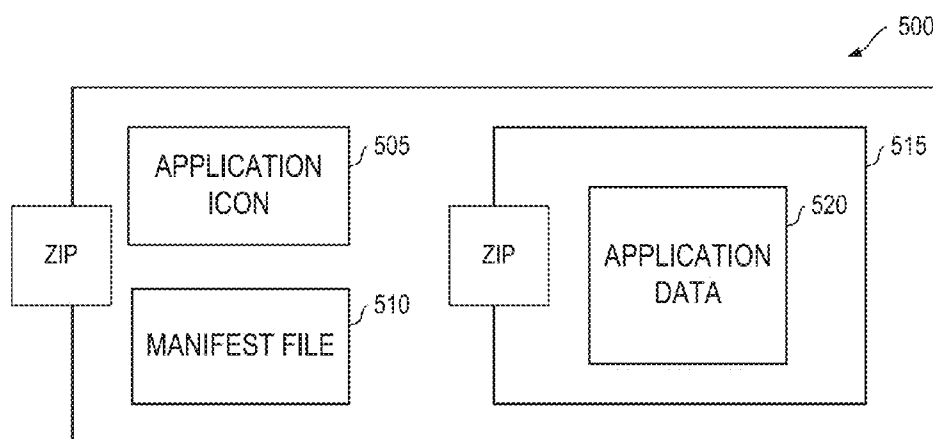 500
APPLICATION
ICON
505
ZIP
MANIFEST FILE
510
515
ZIP
APPLICATION
DATA
520